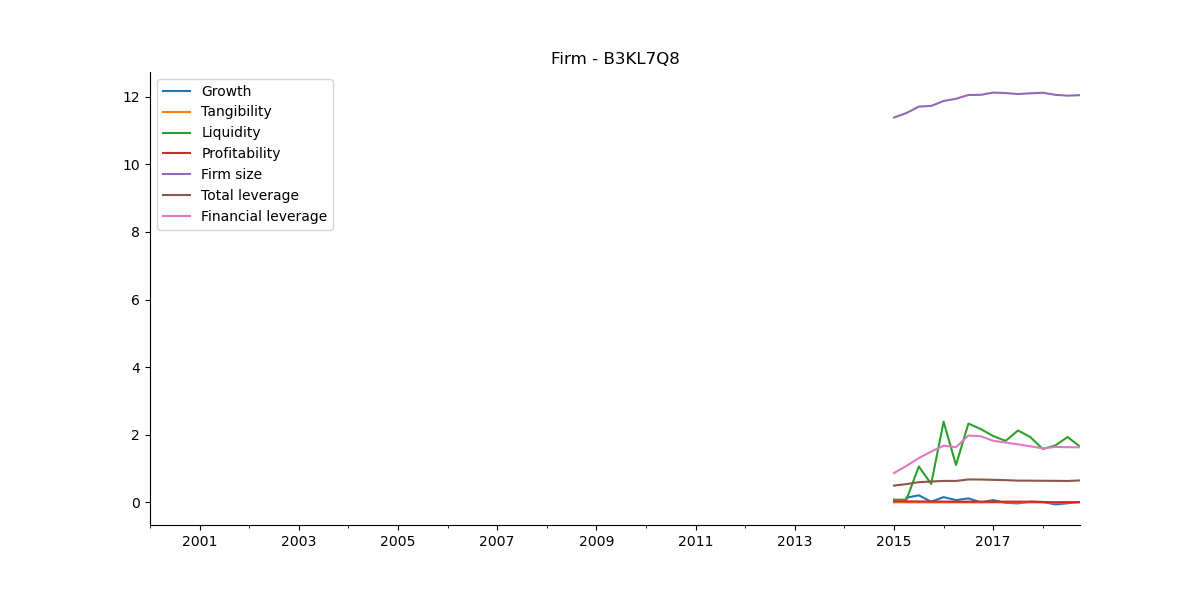 Firm - B3KL7Q8
Growth
Tangibility
Liquidity
Profitability
Firm size
Total leverage
Financial leverage
12
10
8
6
4
2
0
2001 2003 2005 2007 2009 2011 2013 2015 2017